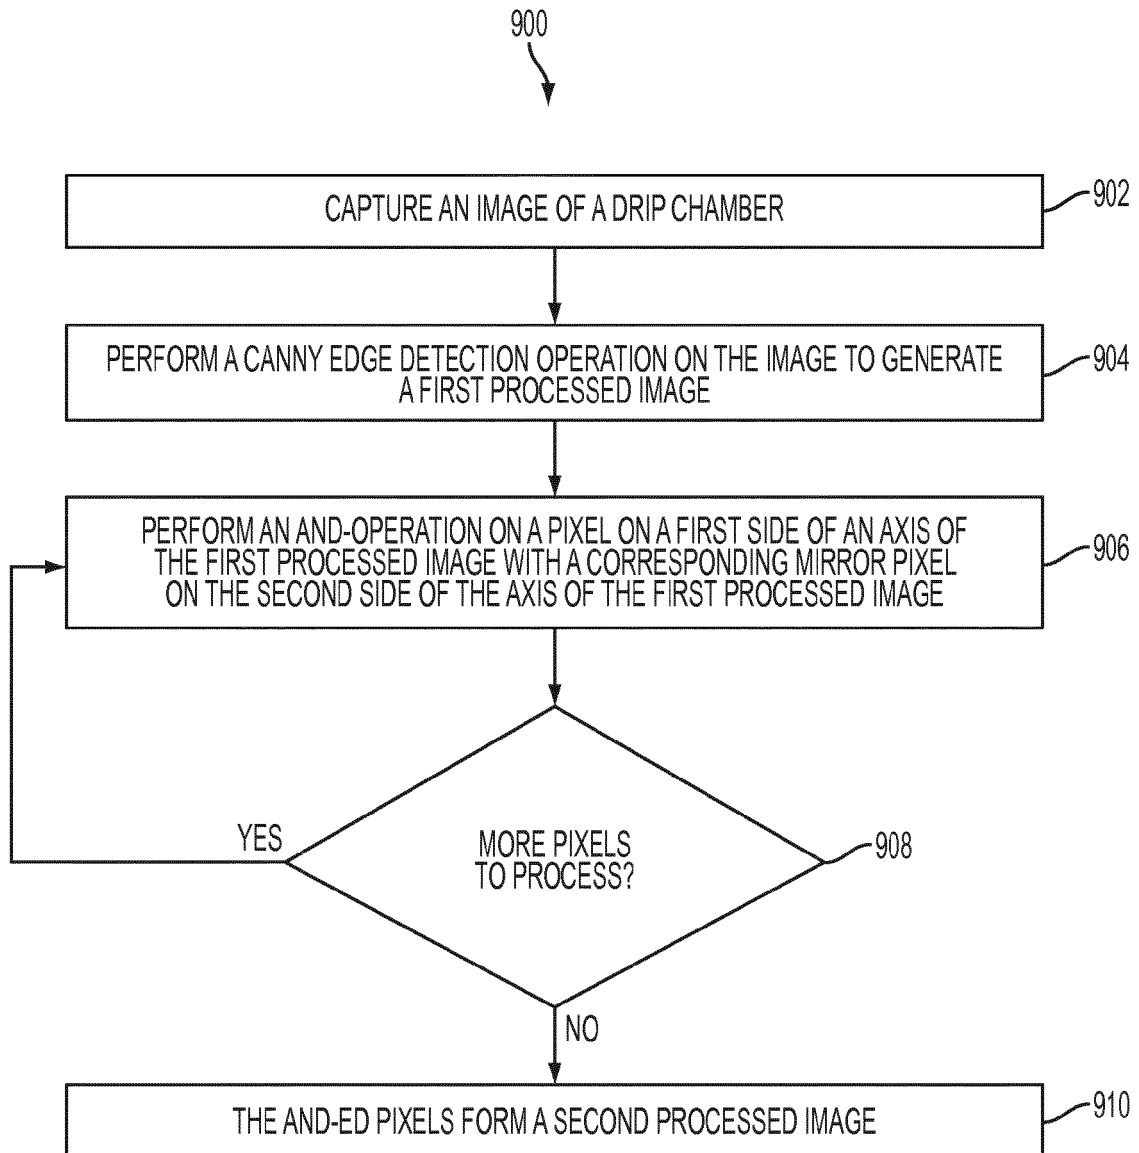 900
CAPTURE AN IMAGE OF A DRIP CHAMBER
902
PERFORM A CANNY EDGE DETECTION OPERATION ON THE IMAGE TO GENERATE
A FIRST PROCESSED IMAGE
904
PERFORM AN AND-OPERATION ON A PIXEL ON A FIRST SIDE OF AN AXIS OF
THE FIRST PROCESSED IMAGE WITH A CORRESPONDING MIRROR PIXEL
ON THE SECOND SIDE OF THE AXIS OF THE FIRST PROCESSED IMAGE
906
YES
MORE PIXELS
TO PROCESS?
908
NO
THE AND-ED PIXELS FORM A SECOND PROCESSED IMAGE
910